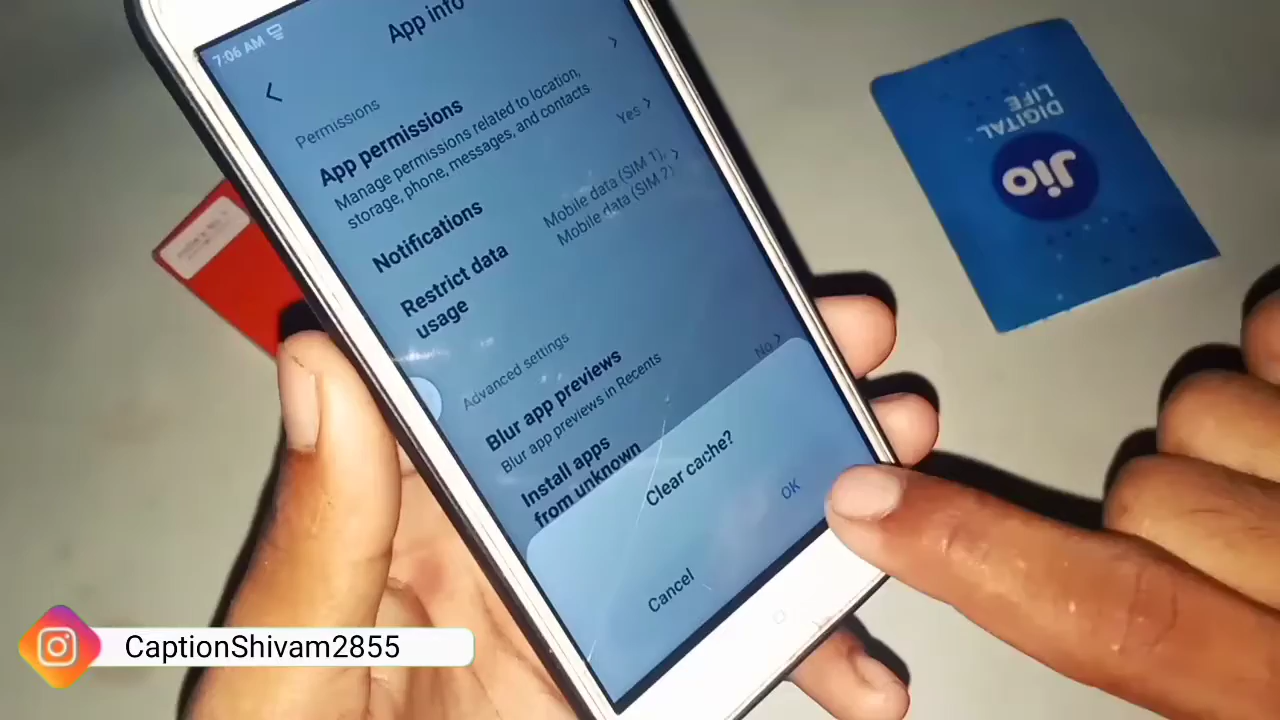 7:06 AM
App info
Permissions
App permissions
Manage permissions related to location,
storage, phone, messages, and contacts
Notifications
Yes
Restrict data
usage
Mobile data (SIM 1),
Mobile data (SIM 2)
Advanced settings
Blur app previews
Blur app previews in Recents
No
Install apps
from unknown
Clear cache?
OK
Cancel
DIGITAL
LIFE
Jio
CaptionShivam2855